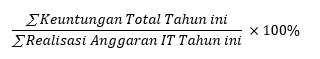 ∑Keuntungan Total Tahun ini
∑Realisasi Anggaran IT Tahun ini × 100%